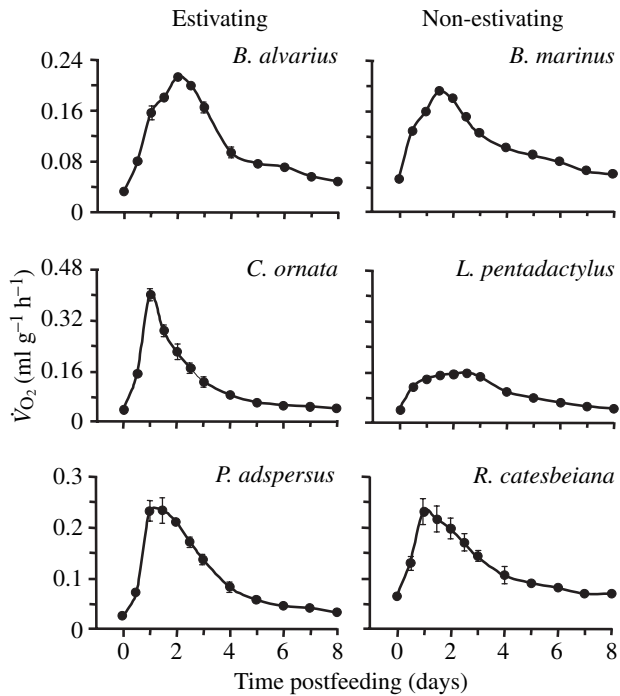 Estivating Non-estivating
B. alvarius B. marinus
0.24
0.16
0.08
0
C. ornata L. pentadactylus
0.48
0.32
0.16
0
V̇O₂ (ml g⁻¹ h⁻¹)
P. adspersus R. catesbeiana
0.3
0.2
0.1
0
0 2 4 6 8 0 2 4 6 8
Time postfeeding (days)